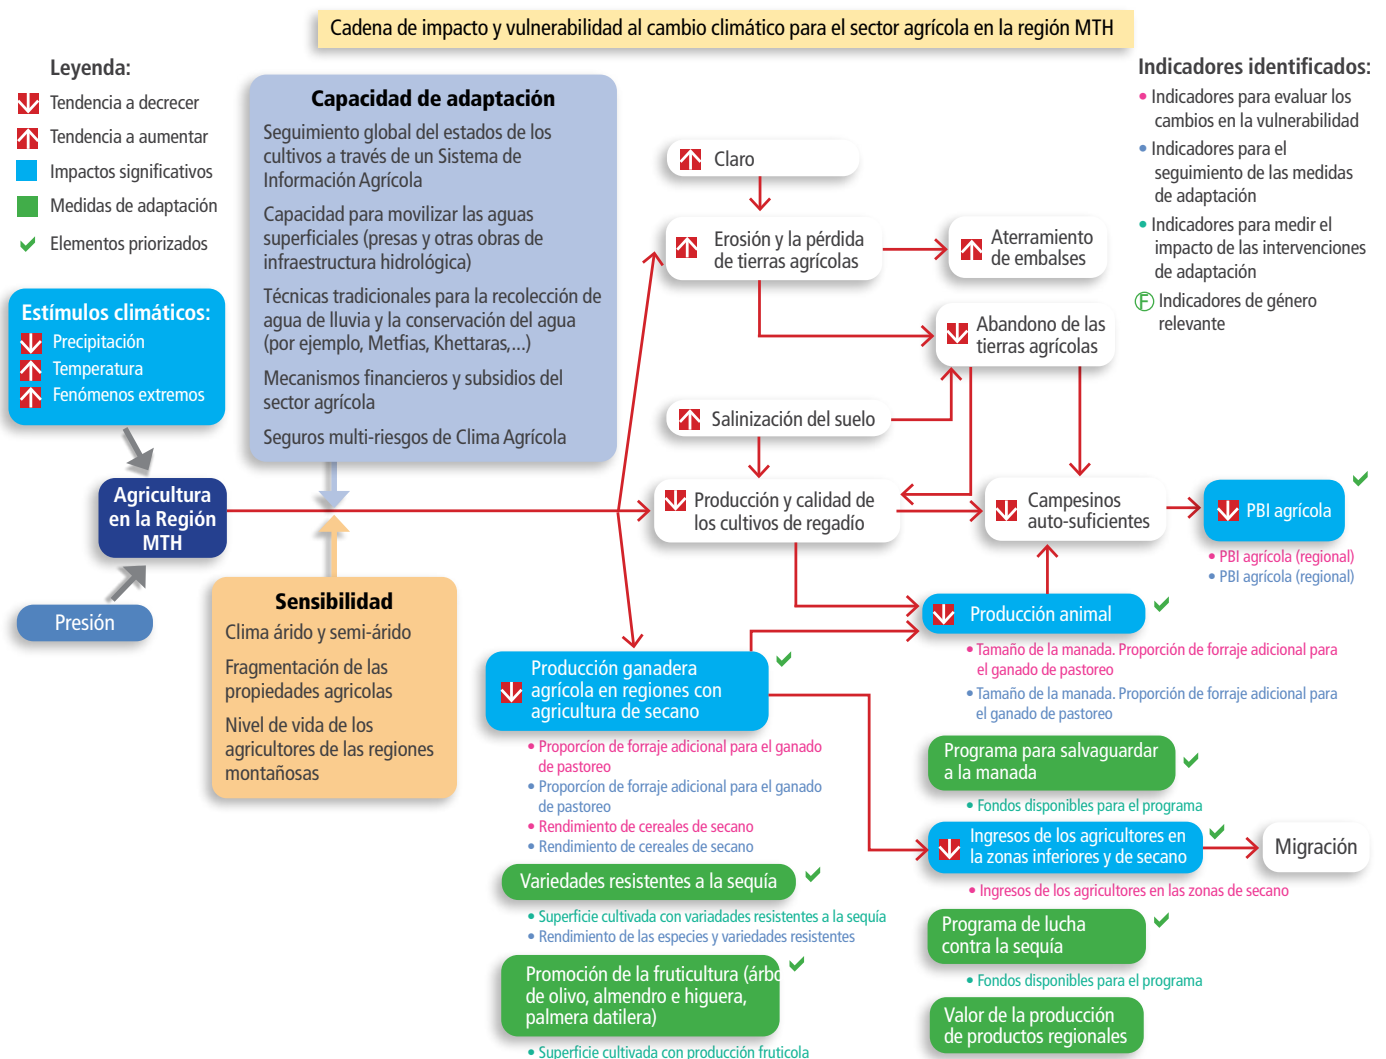 Cadena de impacto y vulnerabilidad al cambio climático para el sector agrícola en la región MTH
Leyenda:
Tendencia a decrecer
Tendencia a aumentar
Impactos significativos
Medidas de adaptación
Elementos priorizados
Estímulos climáticos:
Precipitación
Temperatura
Fenómenos extremos
Agricultura
en la Región
MTH
Presión
Capacidad de adaptación
Seguimiento global del estados de los
cultivos a través de un Sistema de
Información Agrícola
Capacidad para movilizar las aguas
superficiales (presas y otras obras de
infraestructura hidrológica)
Técnicas tradicionales para la recolección de
agua de lluvia y la conservación del agua
(por ejemplo, Metfias, Khettaras,...)
Mecanismos financieros y subsidios del
sector agrícola
Seguros multi-riesgos de Clima Agrícola
Sensibilidad
Clima árido y semi-árido
Fragmentación de las
propiedades agricolas
Nivel de vida de los
agricultores de las regiones
montañosas
Claro
Erosión y la pérdida
de tierras agrícolas
Aterramiento
de embalses
Abandono de las
tierras agrícolas
Salinización del suelo
Producción y calidad de
los cultivos de regadío
Campesinos
auto-suficientes
PBI agrícola
• PBI agrícola (regional)
• PBI agrícola (regional)
Producción animal
• Tamaño de la manada. Proporción de forraje adicional para
el ganado de pastoreo
• Tamaño de la manada. Proporción de forraje adicional para
el ganado de pastoreo
Producción ganadera
agrícola en regiones con
agricultura de secano
• Proporcíon de forraje adicional para el ganado
de pastoreo
• Proporcíon de forraje adicional para el ganado
de pastoreo
• Rendimiento de cereales de secano
• Rendimiento de cereales de secano
Variedades resistentes a la sequía
• Superficie cultivada con variadades resistentes a la sequía
• Rendimiento de las especies y variedades resistentes
Promoción de la fruticultura (árbo
de olivo, almendro e higuera,
palmera datilera)
• Superficie cultivada con producción fruticola
Programa para salvaguardar
a la manada
• Fondos disponibles para el programa
Ingresos de los agricultores en
la zonas inferiores y de secano
Migración
• Ingresos de los agricultores en las zonas de secano
Programa de lucha
contra la sequía
• Fondos disponibles para el programa
Valor de la producción
de productos regionales
Indicadores identificados:
• Indicadores para evaluar los
cambios en la vulnerabilidad
• Indicadores para el
seguimiento de las medidas
de adaptación
• Indicadores para medir el
impacto de las intervenciones
de adaptación
F Indicadores de género
relevante